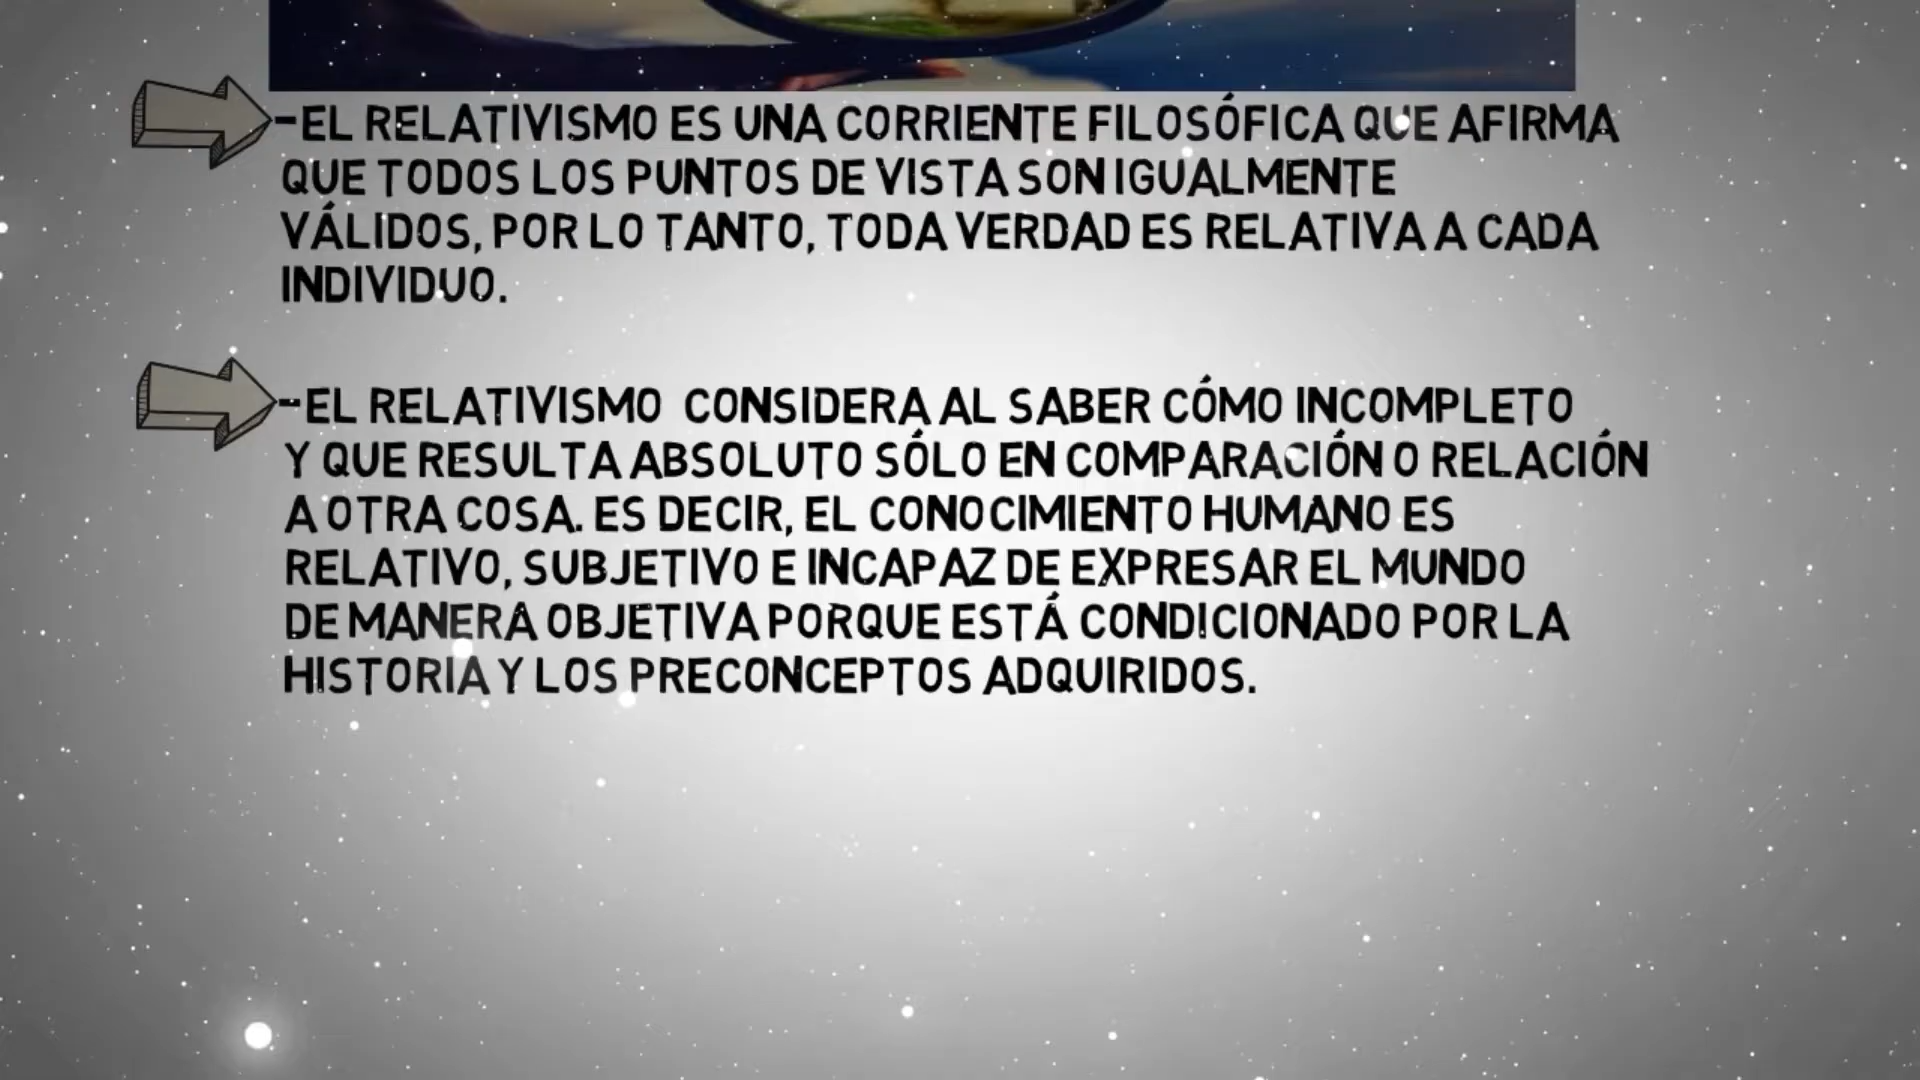 -EL RELATIVISMO ES UNA CORRIENTE FILOSÓFICA QUE AFIRMA
QUE TODOS LOS PUNTOS DE VISTA SON IGUALMENTE
VÁLIDOS, POR LO TANTO, TODA VERDAD ES RELATIVA A CADA
INDIVIDUO.
-EL RELATIVISMO CONSIDERA AL SABER CÓMO INCOMPLETO
Y QUE RESULTA ABSOLUTO SÓLO EN COMPARACIÓN O RELACIÓN
A OTRA COSA. ES DECIR, EL CONOCIMIENTO HUMANO ES
RELATIVO, SUBJETIVO E INCAPAZ DE EXPRESAR EL MUNDO
DE MANERA OBJETIVA PORQUE ESTÁ CONDICIONADO POR LA
HISTORIA Y LOS PRECONCEPTOS ADQUIRIDOS.